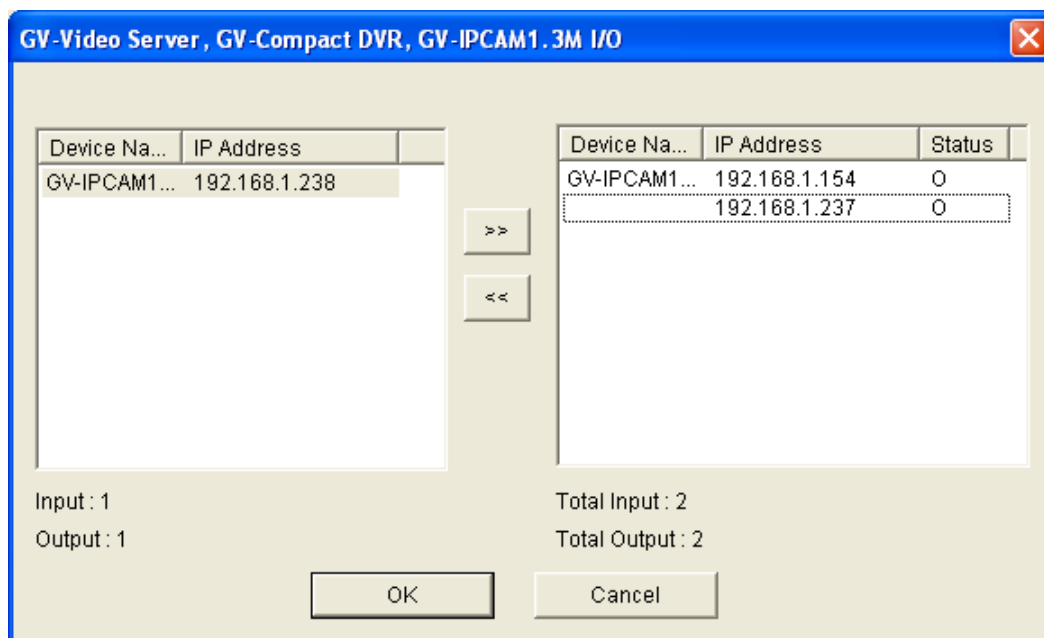 GV-Video Server, GV-Compact DVR, GV-IPCAM1.3M I/O
Device Na... IP Address
GV-IPCAM1... 192.168.1.238
>>
<<
Device Na... IP Address Status
GV-IPCAM1... 192.168.1.154 O
192.168.1.237 O
Input : 1
Output : 1
Total Input : 2
Total Output : 2
OK Cancel